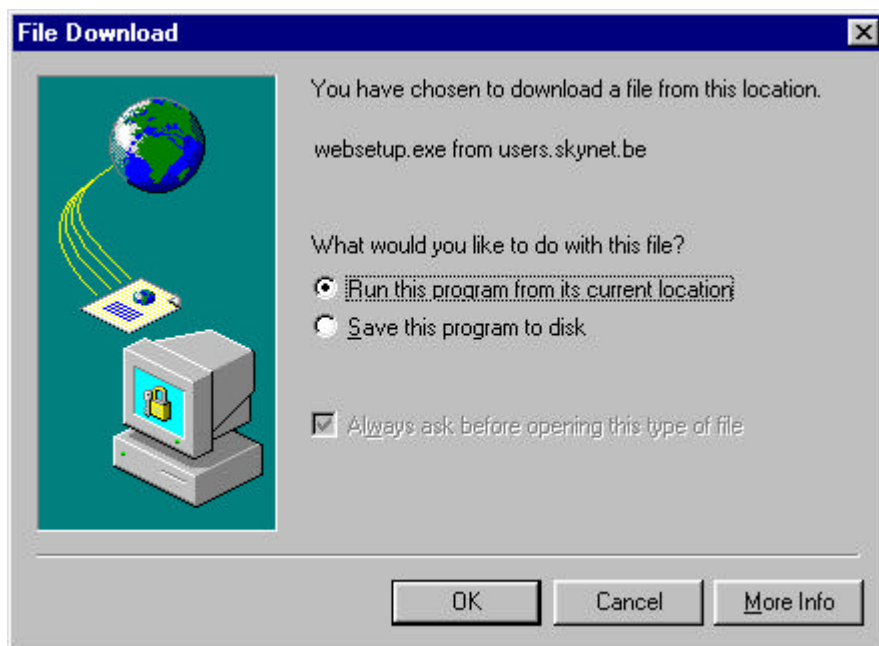 File Download
You have chosen to download a file from this location.
websetup.exe from users.skynet.be
What would you like to do with this file?
Run this program from its current location
Save this program to disk
Always ask before opening this type of file
OK
Cancel
More Info